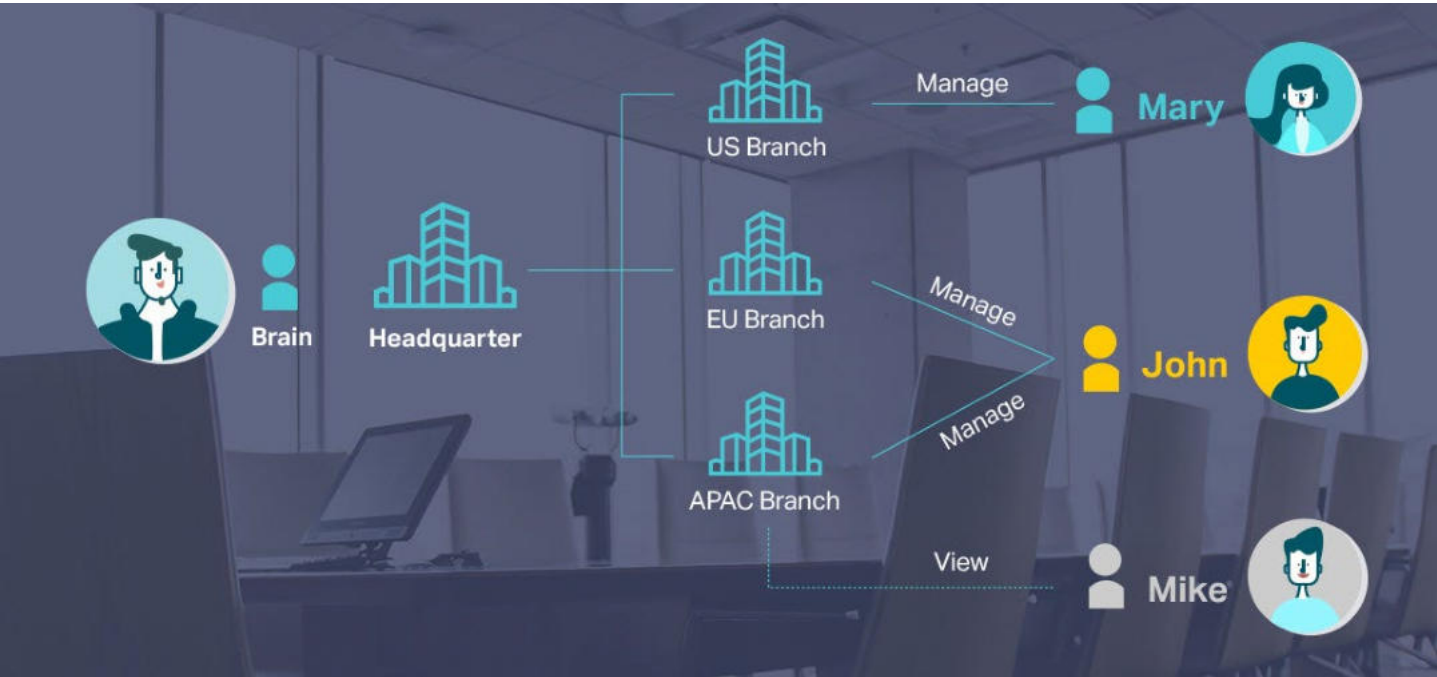 Manage
Mary
US Branch
Manage
EU Branch
Brain
Headquarter
John
Manage
APAC Branch
View
Mike